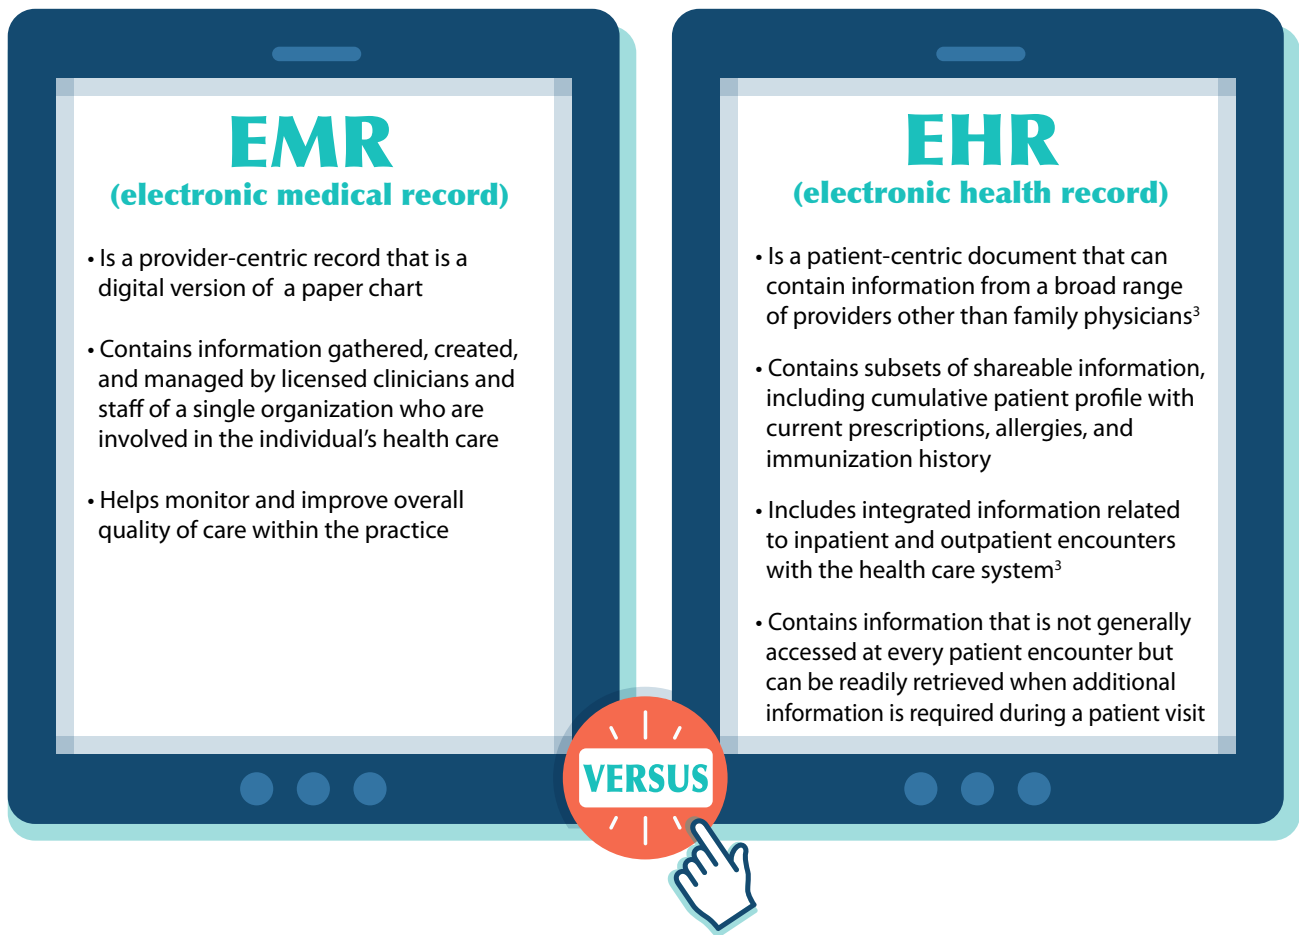 EMR
(electronic medical record)
• Is a provider-centric record that is a
digital version of a paper chart
• Contains information gathered, created,
and managed by licensed clinicians and
staff of a single organization who are
involved in the individual’s health care
• Helps monitor and improve overall
quality of care within the practice
VERSUS
EHR
(electronic health record)
• Is a patient-centric document that can
contain information from a broad range
of providers other than family physicians³
• Contains subsets of shareable information,
including cumulative patient profile with
current prescriptions, allergies, and
immunization history
• Includes integrated information related
to inpatient and outpatient encounters
with the health care system³
• Contains information that is not generally
accessed at every patient encounter but
can be readily retrieved when additional
information is required during a patient visit